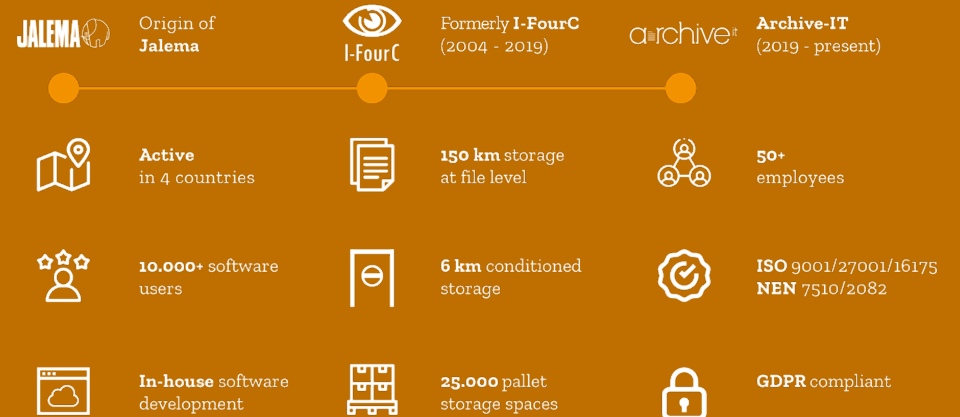 JALEMA
Origin of
Jalema
I-FourC
Formerly I-FourC
(2004 - 2019)
archive it
Archive-IT
(2019 - present)
Active
in 4 countries
150 km storage
at file level
50+
employees
10.000+ software
users
6 km conditioned
storage
ISO 9001/27001/16175
NEN 7510/2082
In-house software
development
25.000 pallet
storage spaces
GDPR compliant